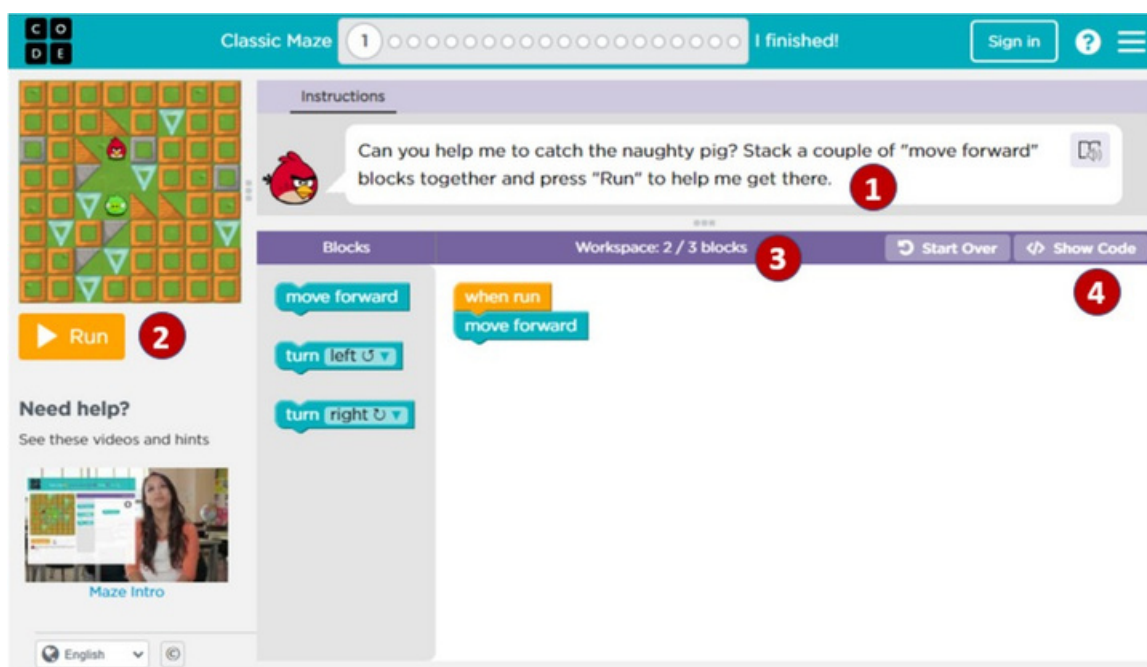 C O
D E
Classic Maze
1
I finished!
Sign in
?
Instructions
Can you help me to catch the naughty pig? Stack a couple of "move forward"
blocks together and press "Run" to help me get there.
1
Blocks
Workspace: 2 / 3 blocks
3
Start Over
</> Show Code
4
move forward
turn left ↺ ▼
turn right ↻ ▼
when run
move forward
Run
2
Need help?
See these videos and hints
Maze Intro
English
©